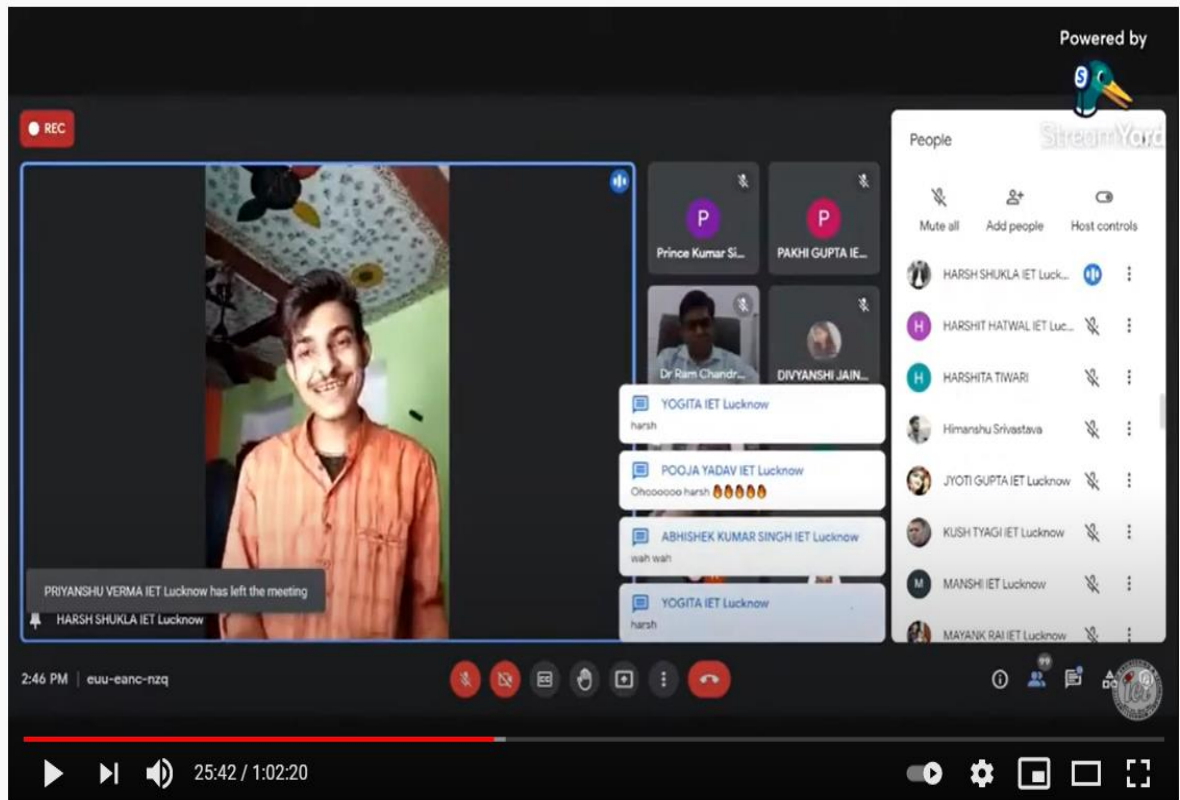 Powered by
S
StreamYard
REC
People
Mute all
Add people
Host controls
P
Prince Kumar Si...
P
PAKHI GUPTA IE...
Dr Ram Chandr...
DIVYANSHI JAIN...
HARSH SHUKLA IET Luck...
H
HARSHIT HATWAL IET Luc...
H
HARSHITA TIWARI
Himanshu Srivastava
JYOTI GUPTA IET Lucknow
KUSH TYAGI IET Lucknow
M
MANSHI IET Lucknow
MAYANK RAI IET Lucknow
YOGITA IET Lucknow
harsh
POOJA YADAV IET Lucknow
Ohoooooo harsh 🔥🔥🔥🔥🔥
ABHISHEK KUMAR SINGH IET Lucknow
wah wah
YOGITA IET Lucknow
harsh
PRIYANSHU VERMA IET Lucknow has left the meeting
HARSH SHUKLA IET Lucknow
2:46 PM | euu-eanc-nzq
25:42 / 1:02:20